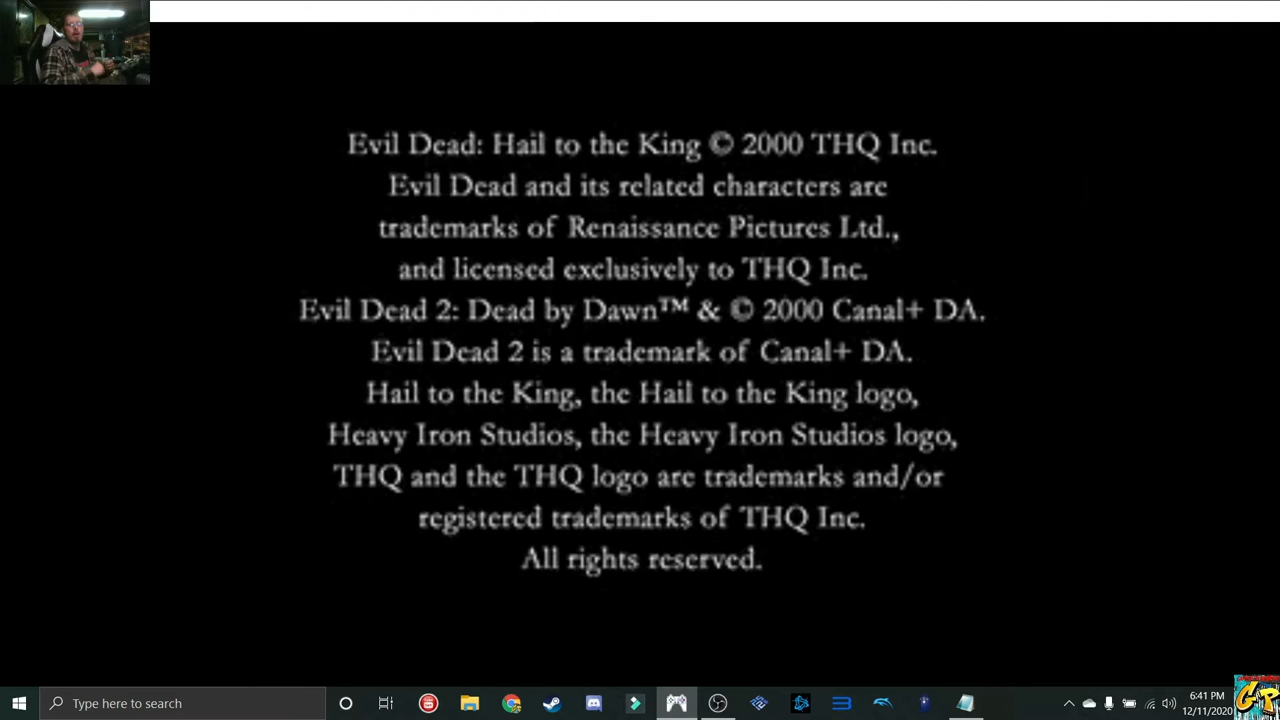 Evil Dead: Hail to the King © 2000 THQ Inc.
Evil Dead and its related characters are
trademarks of Renaissance Pictures Ltd.,
and licensed exclusively to THQ Inc.
Evil Dead 2: Dead by Dawn™ & © 2000 Canal+ DA.
Evil Dead 2 is a trademark of Canal+ DA.
Hail to the King, the Hail to the King logo,
Heavy Iron Studios, the Heavy Iron Studios logo,
THQ and the THQ logo are trademarks and/or
registered trademarks of THQ Inc.
All rights reserved.
Type here to search
6:41 PM
12/11/2020